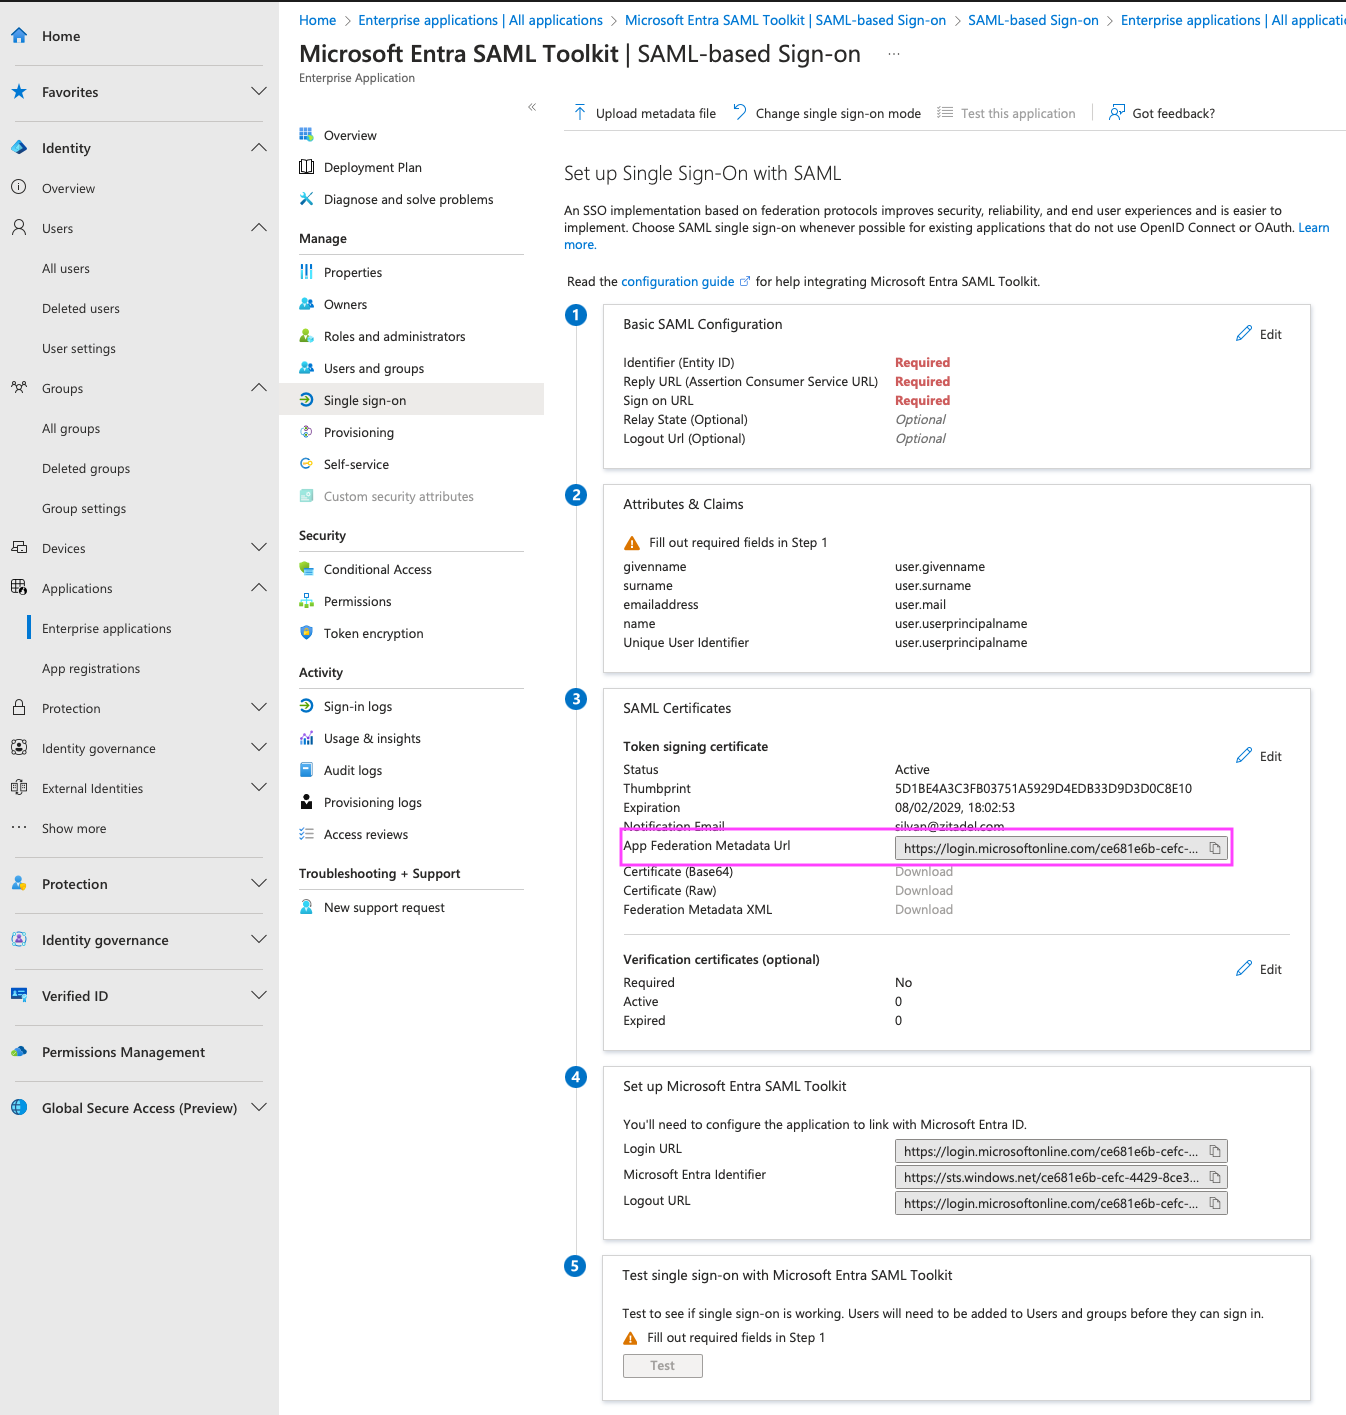 Home > Enterprise applications | All applications > Microsoft Entra SAML Toolkit | SAML-based Sign-on > SAML-based Sign-on > Enterprise applications | All
Microsoft Entra SAML Toolkit | SAML-based Sign-on ...
Enterprise Application
Home
Favorites
Identity
Overview
Users
All users
Deleted users
User settings
Groups
All groups
Deleted groups
Group settings
Devices
Applications
Enterprise applications
App registrations
Protection
Identity governance
External Identities
Show more
Protection
Identity governance
Verified ID
Permissions Management
Global Secure Access (Preview)
«
Overview
Deployment Plan
Diagnose and solve problems
Manage
Properties
Owners
Roles and administrators
Users and groups
Single sign-on
Provisioning
Self-service
Custom security attributes
Security
Conditional Access
Permissions
Token encryption
Activity
Sign-in logs
Usage & insights
Audit logs
Provisioning logs
Access reviews
Troubleshooting + Support
New support request
Upload metadata file Change single sign-on mode Test this application Got feedback?
Set up Single Sign-On with SAML
An SSO implementation based on federation protocols improves security, reliability, and end user experiences and is easier to
implement. Choose SAML single sign-on whenever possible for existing applications that do not use OpenID Connect or OAuth. Learn
more.
Read the configuration guide for help integrating Microsoft Entra SAML Toolkit.
1
Basic SAML Configuration
Edit
Identifier (Entity ID) Required
Reply URL (Assertion Consumer Service URL) Required
Sign on URL Required
Relay State (Optional) Optional
Logout Url (Optional) Optional
2
Attributes & Claims
Fill out required fields in Step 1
givenname user.givenname
surname user.surname
emailaddress user.mail
name user.userprincipalname
Unique User Identifier user.userprincipalname
3
SAML Certificates
Token signing certificate
Edit
Status Active
Thumbprint 5D1BE4A3C3FB03751A5929D4EDB33D9D3D0C8E10
Expiration 08/02/2029, 18:02:53
Notification Email silvan@zitadel.com
App Federation Metadata Url https://login.microsoftonline.com/ce681e6b-cefc-...
Certificate (Base64) Download
Certificate (Raw) Download
Federation Metadata XML Download
Verification certificates (optional)
Edit
Required No
Active 0
Expired 0
4
Set up Microsoft Entra SAML Toolkit
You'll need to configure the application to link with Microsoft Entra ID.
Login URL https://login.microsoftonline.com/ce681e6b-cefc-...
Microsoft Entra Identifier https://sts.windows.net/ce681e6b-cefc-4429-8ce3...
Logout URL https://login.microsoftonline.com/ce681e6b-cefc-...
5
Test single sign-on with Microsoft Entra SAML Toolkit
Test to see if single sign-on is working. Users will need to be added to Users and groups before they can sign in.
Fill out required fields in Step 1
Test